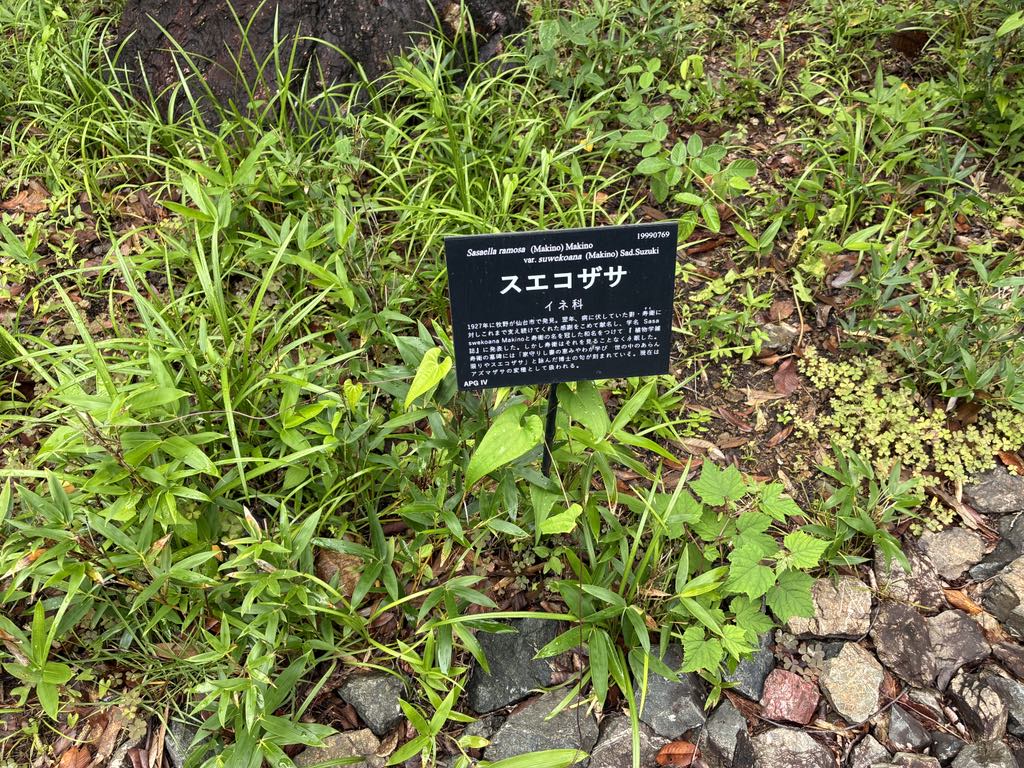 19990769
Sasaella ramosa (Makino) Makino
var. suwekoana (Makino) Sad.Suzuki
スエコザサ
イネ科
1927年に牧野が仙台市で発見。翌年、病に伏していた妻・寿衛に
対しこれまで支え続けてくれた感謝をこめて献名し、学名 Sasa
swekoana Makinoと寿衛の名を冠した和名をつけて『植物学雑
誌』に発表した。しかし寿衛はそれを見ることなく永眠した。
寿衛の墓碑には「家守りし妻の恵みやわが学び 世の中のあらん
限りやスエコザサ」と詠んだ博士の句が刻まれている。現在は
アズマザサの変種として扱われる。
APG IV